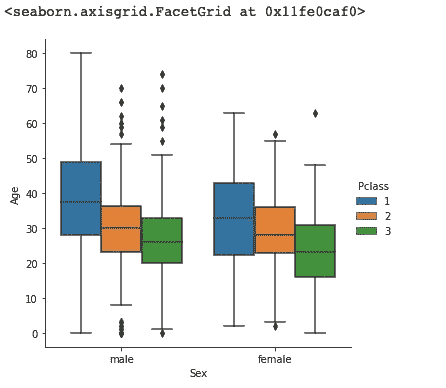 <seaborn.axisgrid.FacetGrid at 0x11fe0caf0>
80
70
60
50
40
30
20
10
0
Age
male
female
Sex
Pclass
1
2
3